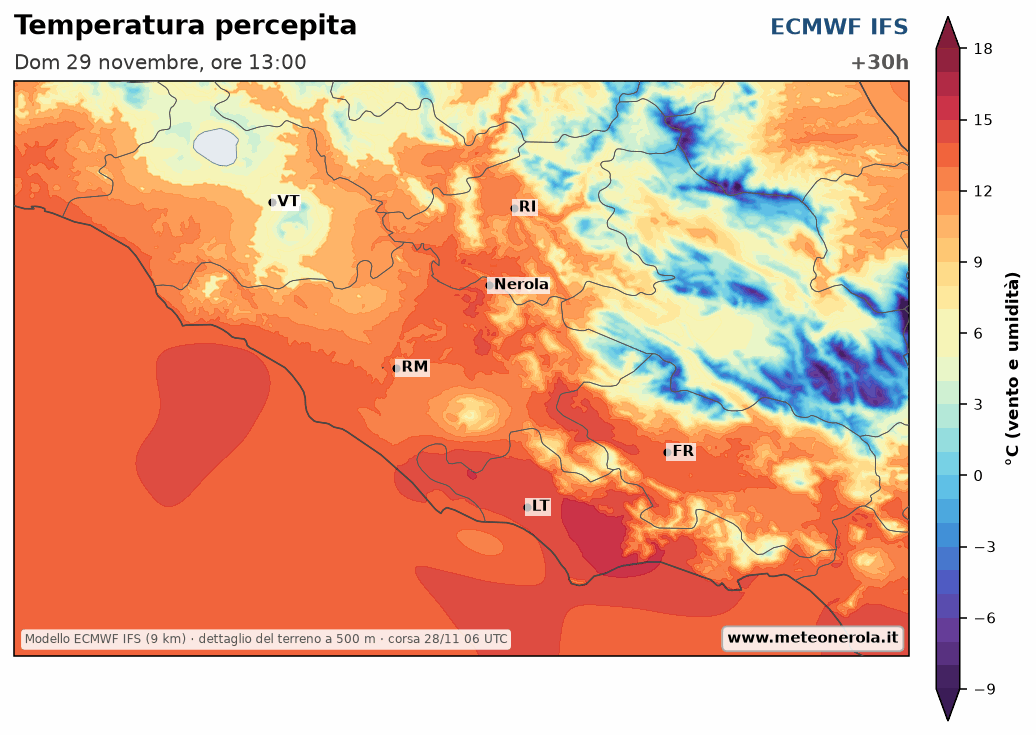 Temperatura percepita
ECMWF IFS
Dom 29 novembre, ore 13:00
+30h
VT
RI
Nerola
RM
FR
LT
Modello ECMWF IFS (9 km) · dettaglio del terreno a 500 m · corsa 28/11 06 UTC
www.meteonerola.it
18
15
12
9
6
3
0
−3
−6
−9
°C (vento e umidità)